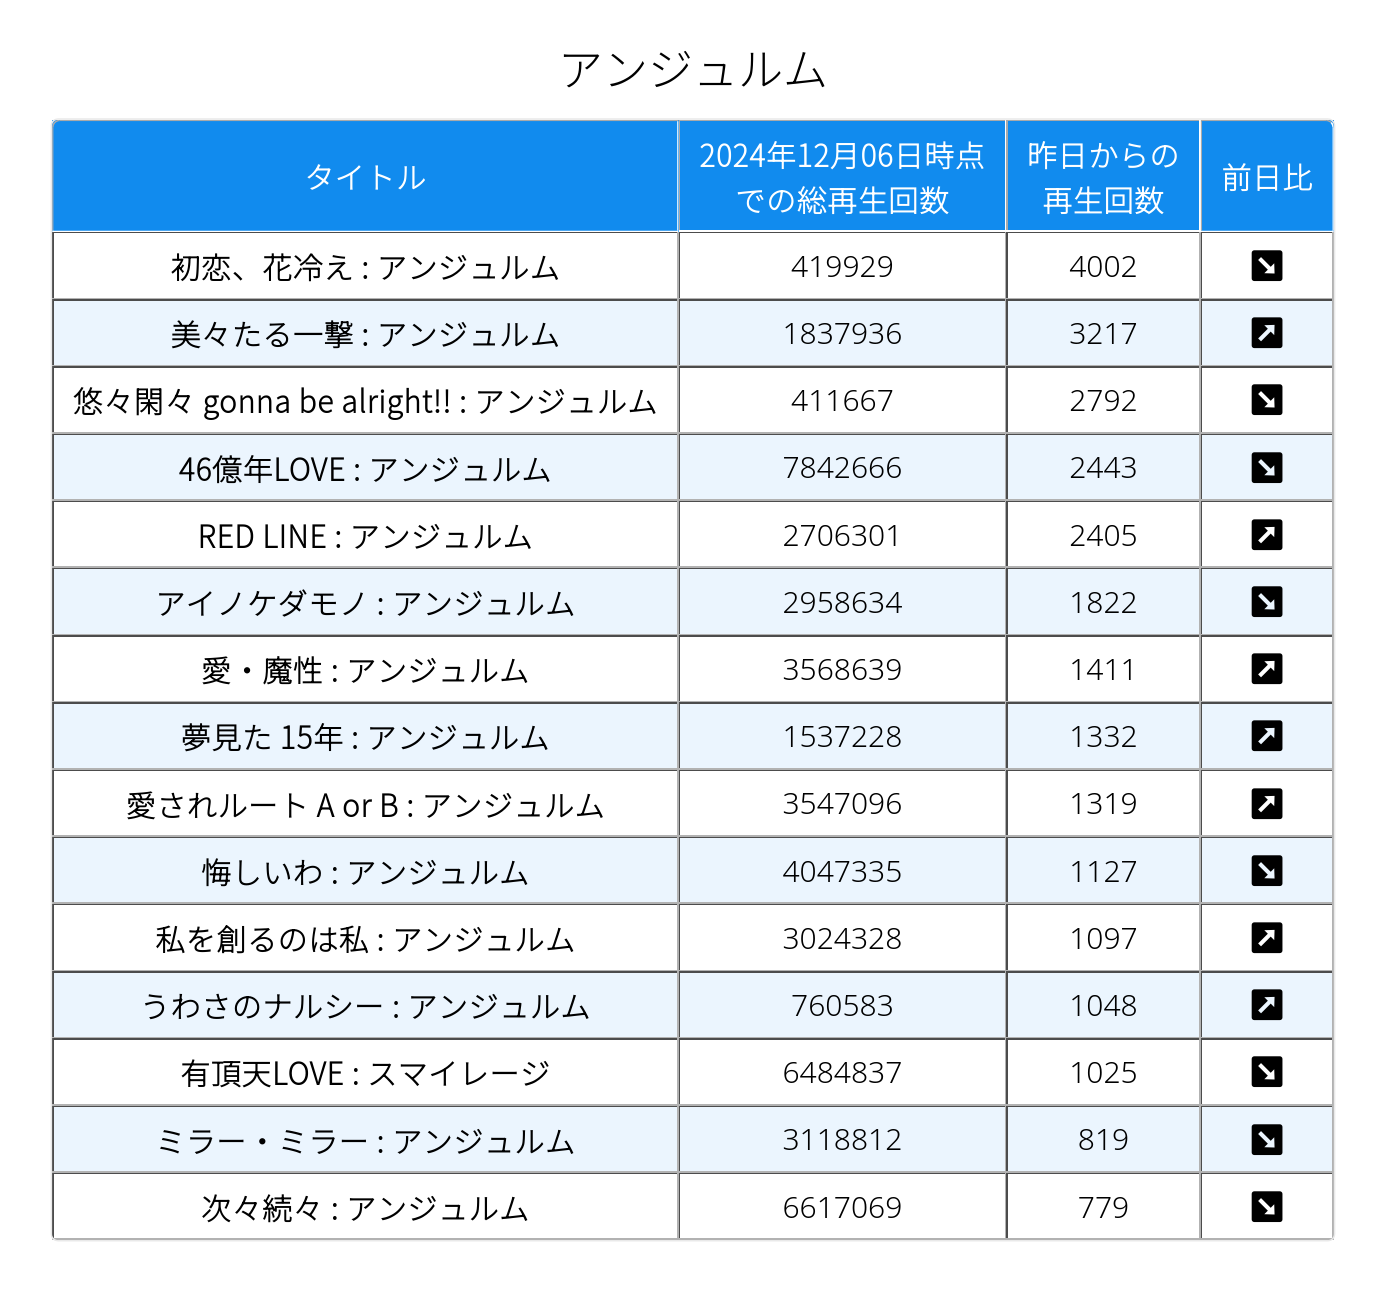 アンジュルム
タイトル 2024年12月06日時点での総再生回数 昨日からの再生回数 前日比
初恋、花冷え : アンジュルム 419929 4002 ↘
美々たる一撃 : アンジュルム 1837936 3217 ↗
悠々閑々 gonna be alright!! : アンジュルム 411667 2792 ↘
46億年LOVE : アンジュルム 7842666 2443 ↘
RED LINE : アンジュルム 2706301 2405 ↗
アイノケダモノ : アンジュルム 2958634 1822 ↘
愛・魔性 : アンジュルム 3568639 1411 ↗
夢見た 15年 : アンジュルム 1537228 1332 ↗
愛されルート A or B : アンジュルム 3547096 1319 ↗
悔しいわ : アンジュルム 4047335 1127 ↘
私を創るのは私 : アンジュルム 3024328 1097 ↗
うわさのナルシー : アンジュルム 760583 1048 ↗
有頂天LOVE : スマイレージ 6484837 1025 ↘
ミラー・ミラー : アンジュルム 3118812 819 ↘
次々続々 : アンジュルム 6617069 779 ↘